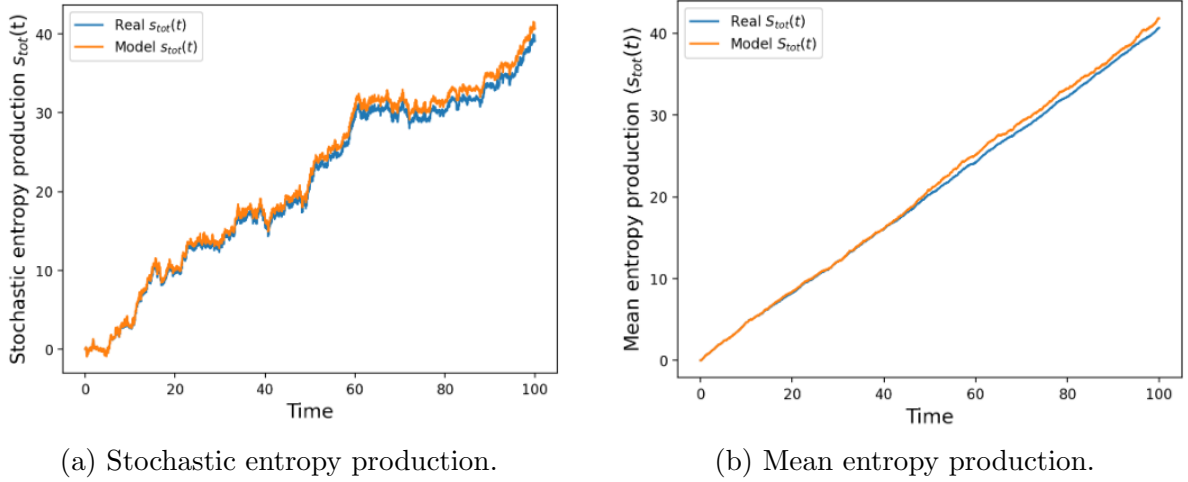 Stochastic entropy production s_{tot}(t)
40
30
20
10
0
Real s_{tot}(t)
Model s_{tot}(t)
0 20 40 60 80 100
Time
(a) Stochastic entropy production.
Mean entropy production ⟨s_{tot}(t)⟩
40
30
20
10
0
Real S_{tot}(t)
Model S_{tot}(t)
0 20 40 60 80 100
Time
(b) Mean entropy production.